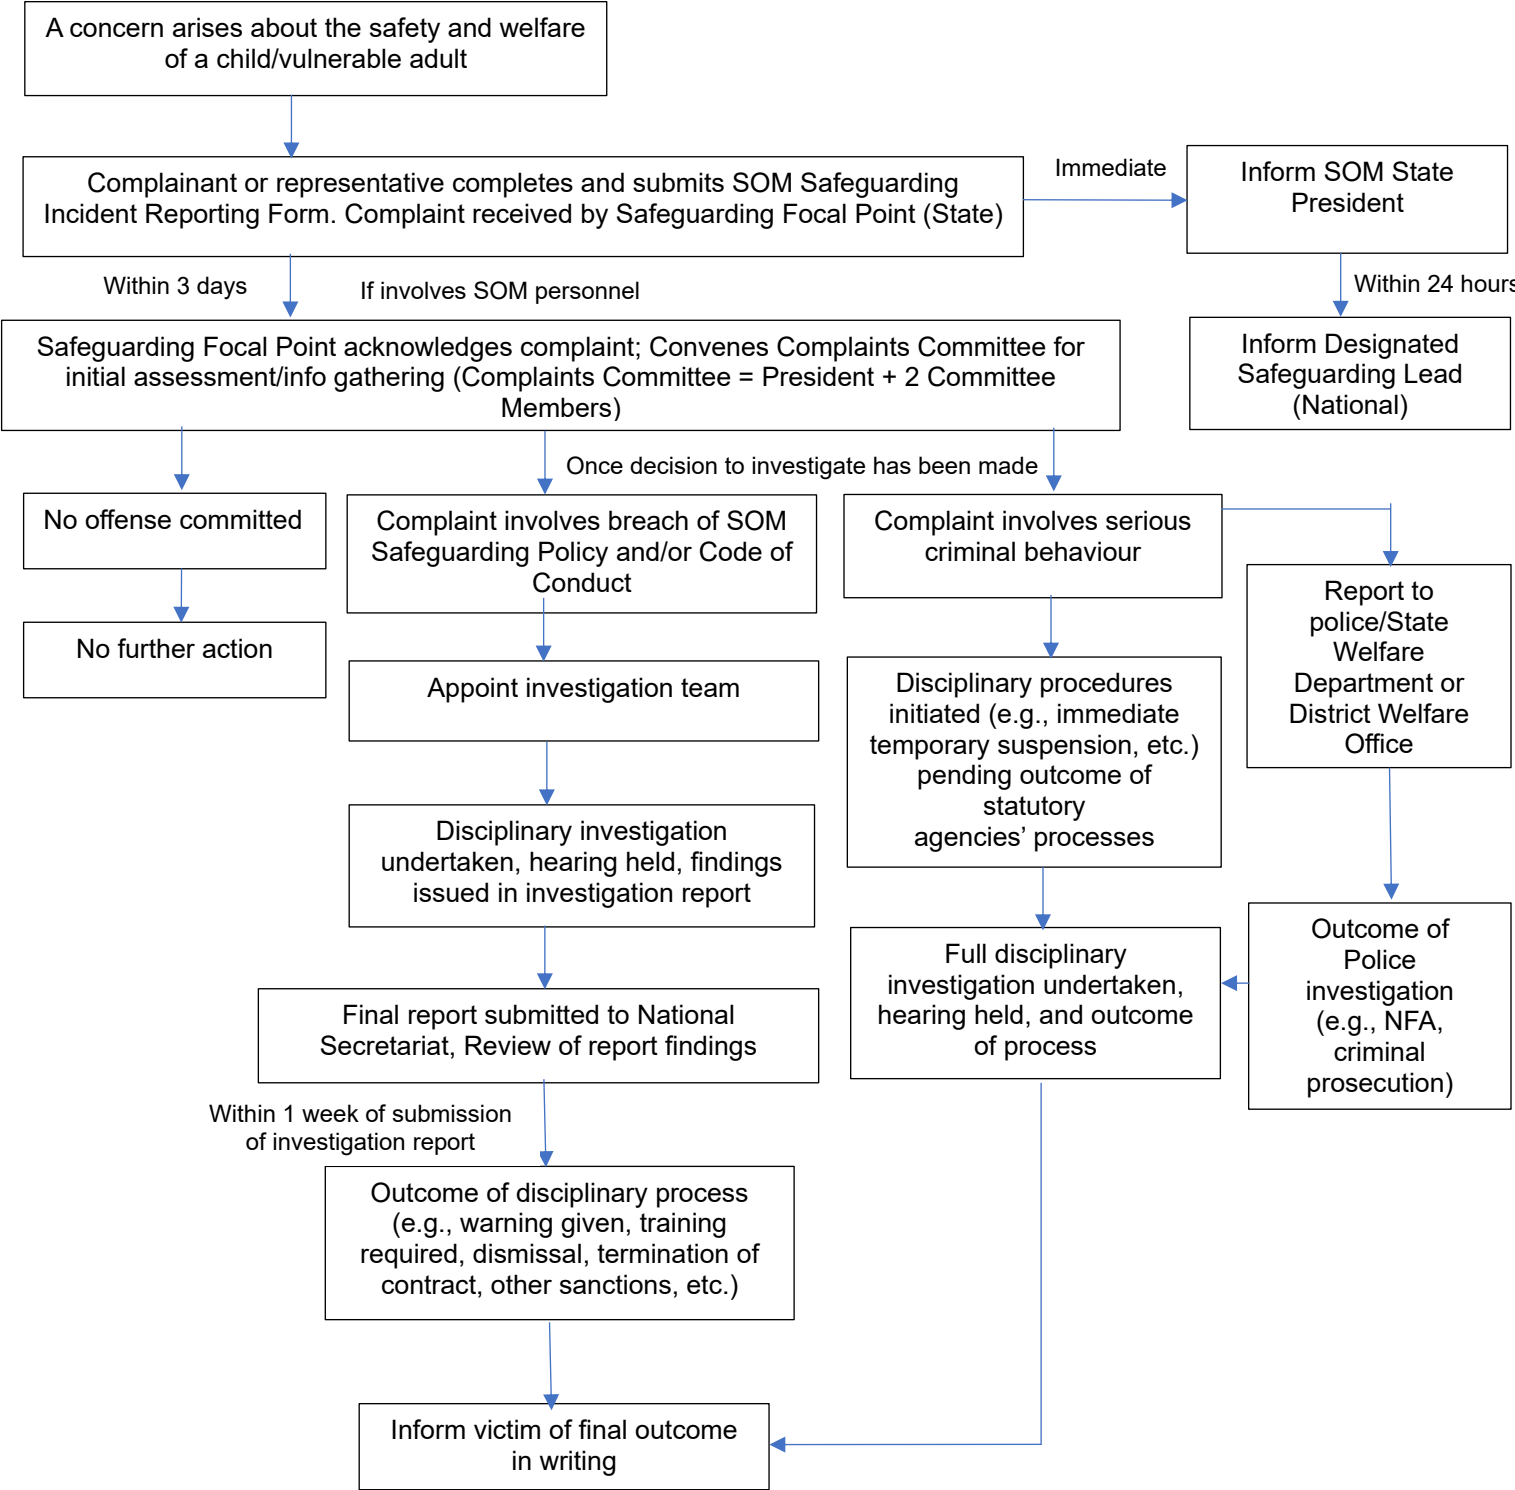 A concern arises about the safety and welfare
of a child/vulnerable adult
Complainant or representative completes and submits SOM Safeguarding
Incident Reporting Form. Complaint received by Safeguarding Focal Point (State)
Immediate
Inform SOM State
President
Within 3 days
If involves SOM personnel
Within 24 hours
Safeguarding Focal Point acknowledges complaint; Convenes Complaints Committee for
initial assessment/info gathering (Complaints Committee = President + 2 Committee
Members)
Inform Designated
Safeguarding Lead
(National)
Once decision to investigate has been made
No offense committed
No further action
Complaint involves breach of SOM
Safeguarding Policy and/or Code of
Conduct
Complaint involves serious
criminal behaviour
Report to
police/State
Welfare
Department or
District Welfare
Office
Appoint investigation team
Disciplinary procedures
initiated (e.g., immediate
temporary suspension, etc.)
pending outcome of
statutory
agencies’ processes
Disciplinary investigation
undertaken, hearing held, findings
issued in investigation report
Full disciplinary
investigation undertaken,
hearing held, and outcome
of process
Outcome of
Police
investigation
(e.g., NFA,
criminal
prosecution)
Final report submitted to National
Secretariat, Review of report findings
Within 1 week of submission
of investigation report
Outcome of disciplinary process
(e.g., warning given, training
required, dismissal, termination of
contract, other sanctions, etc.)
Inform victim of final outcome
in writing